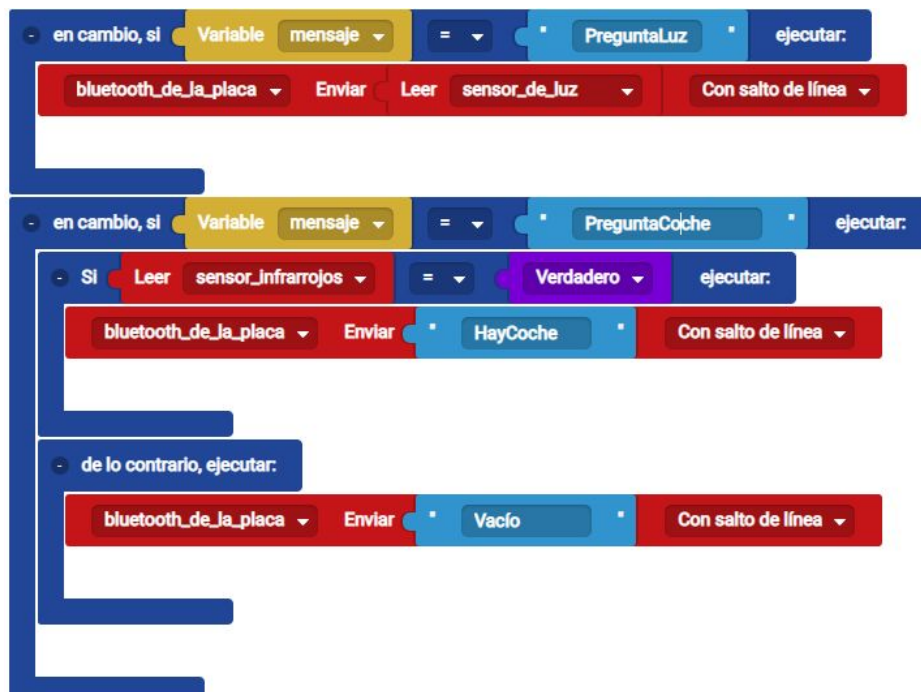 en cambio, si Variable mensaje = " PreguntaLuz " ejecutar:
bluetooth_de_la_placa Enviar Leer sensor_de_luz Con salto de línea
en cambio, si Variable mensaje = " PreguntaCoche " ejecutar:
Si Leer sensor_infrarrojos = Verdadero ejecutar:
bluetooth_de_la_placa Enviar " HayCoche " Con salto de línea
de lo contrario, ejecutar:
bluetooth_de_la_placa Enviar " Vacío " Con salto de línea